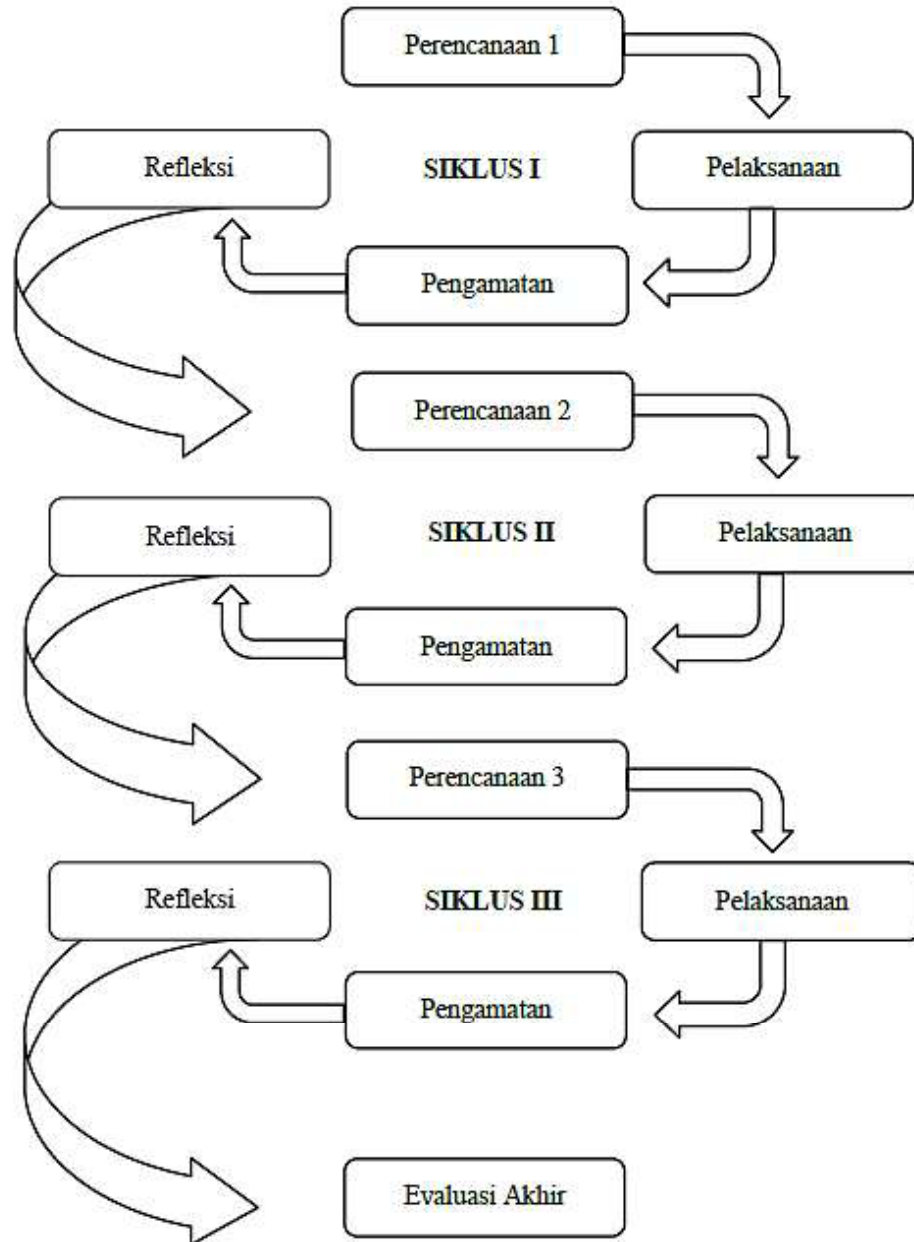 Perencanaan 1
Refleksi
SIKLUS I
Pelaksanaan
Pengamatan
Perencanaan 2
Refleksi
SIKLUS II
Pelaksanaan
Pengamatan
Perencanaan 3
Refleksi
SIKLUS III
Pelaksanaan
Pengamatan
Evaluasi Akhir